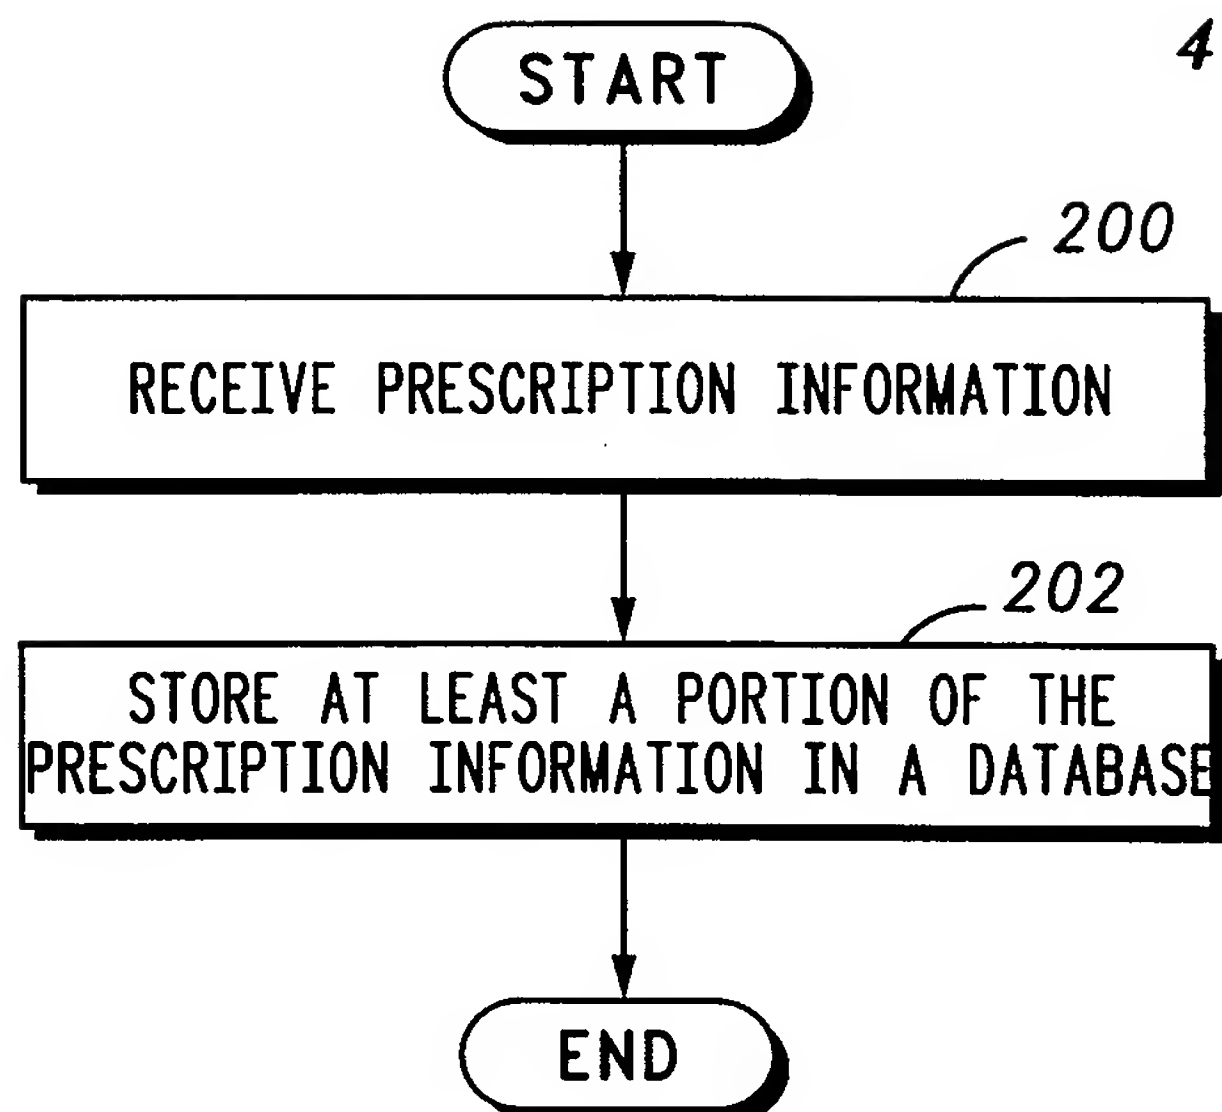 4
START
200
RECEIVE PRESCRIPTION INFORMATION
202
STORE AT LEAST A PORTION OF THE
PRESCRIPTION INFORMATION IN A DATABASE
END